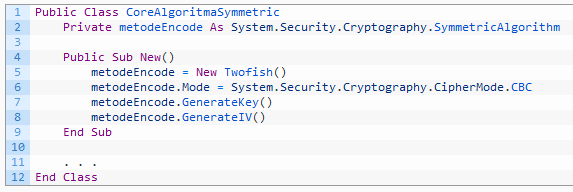 1 Public Class CoreAlgoritmaSymmetric
2     Private metodeEncode As System.Security.Cryptography.SymmetricAlgorithm
3
4     Public Sub New()
5         metodeEncode = New Twofish()
6         metodeEncode.Mode = System.Security.Cryptography.CipherMode.CBC
7         metodeEncode.GenerateKey()
8         metodeEncode.GenerateIV()
9     End Sub
10
11     . . .
12 End Class